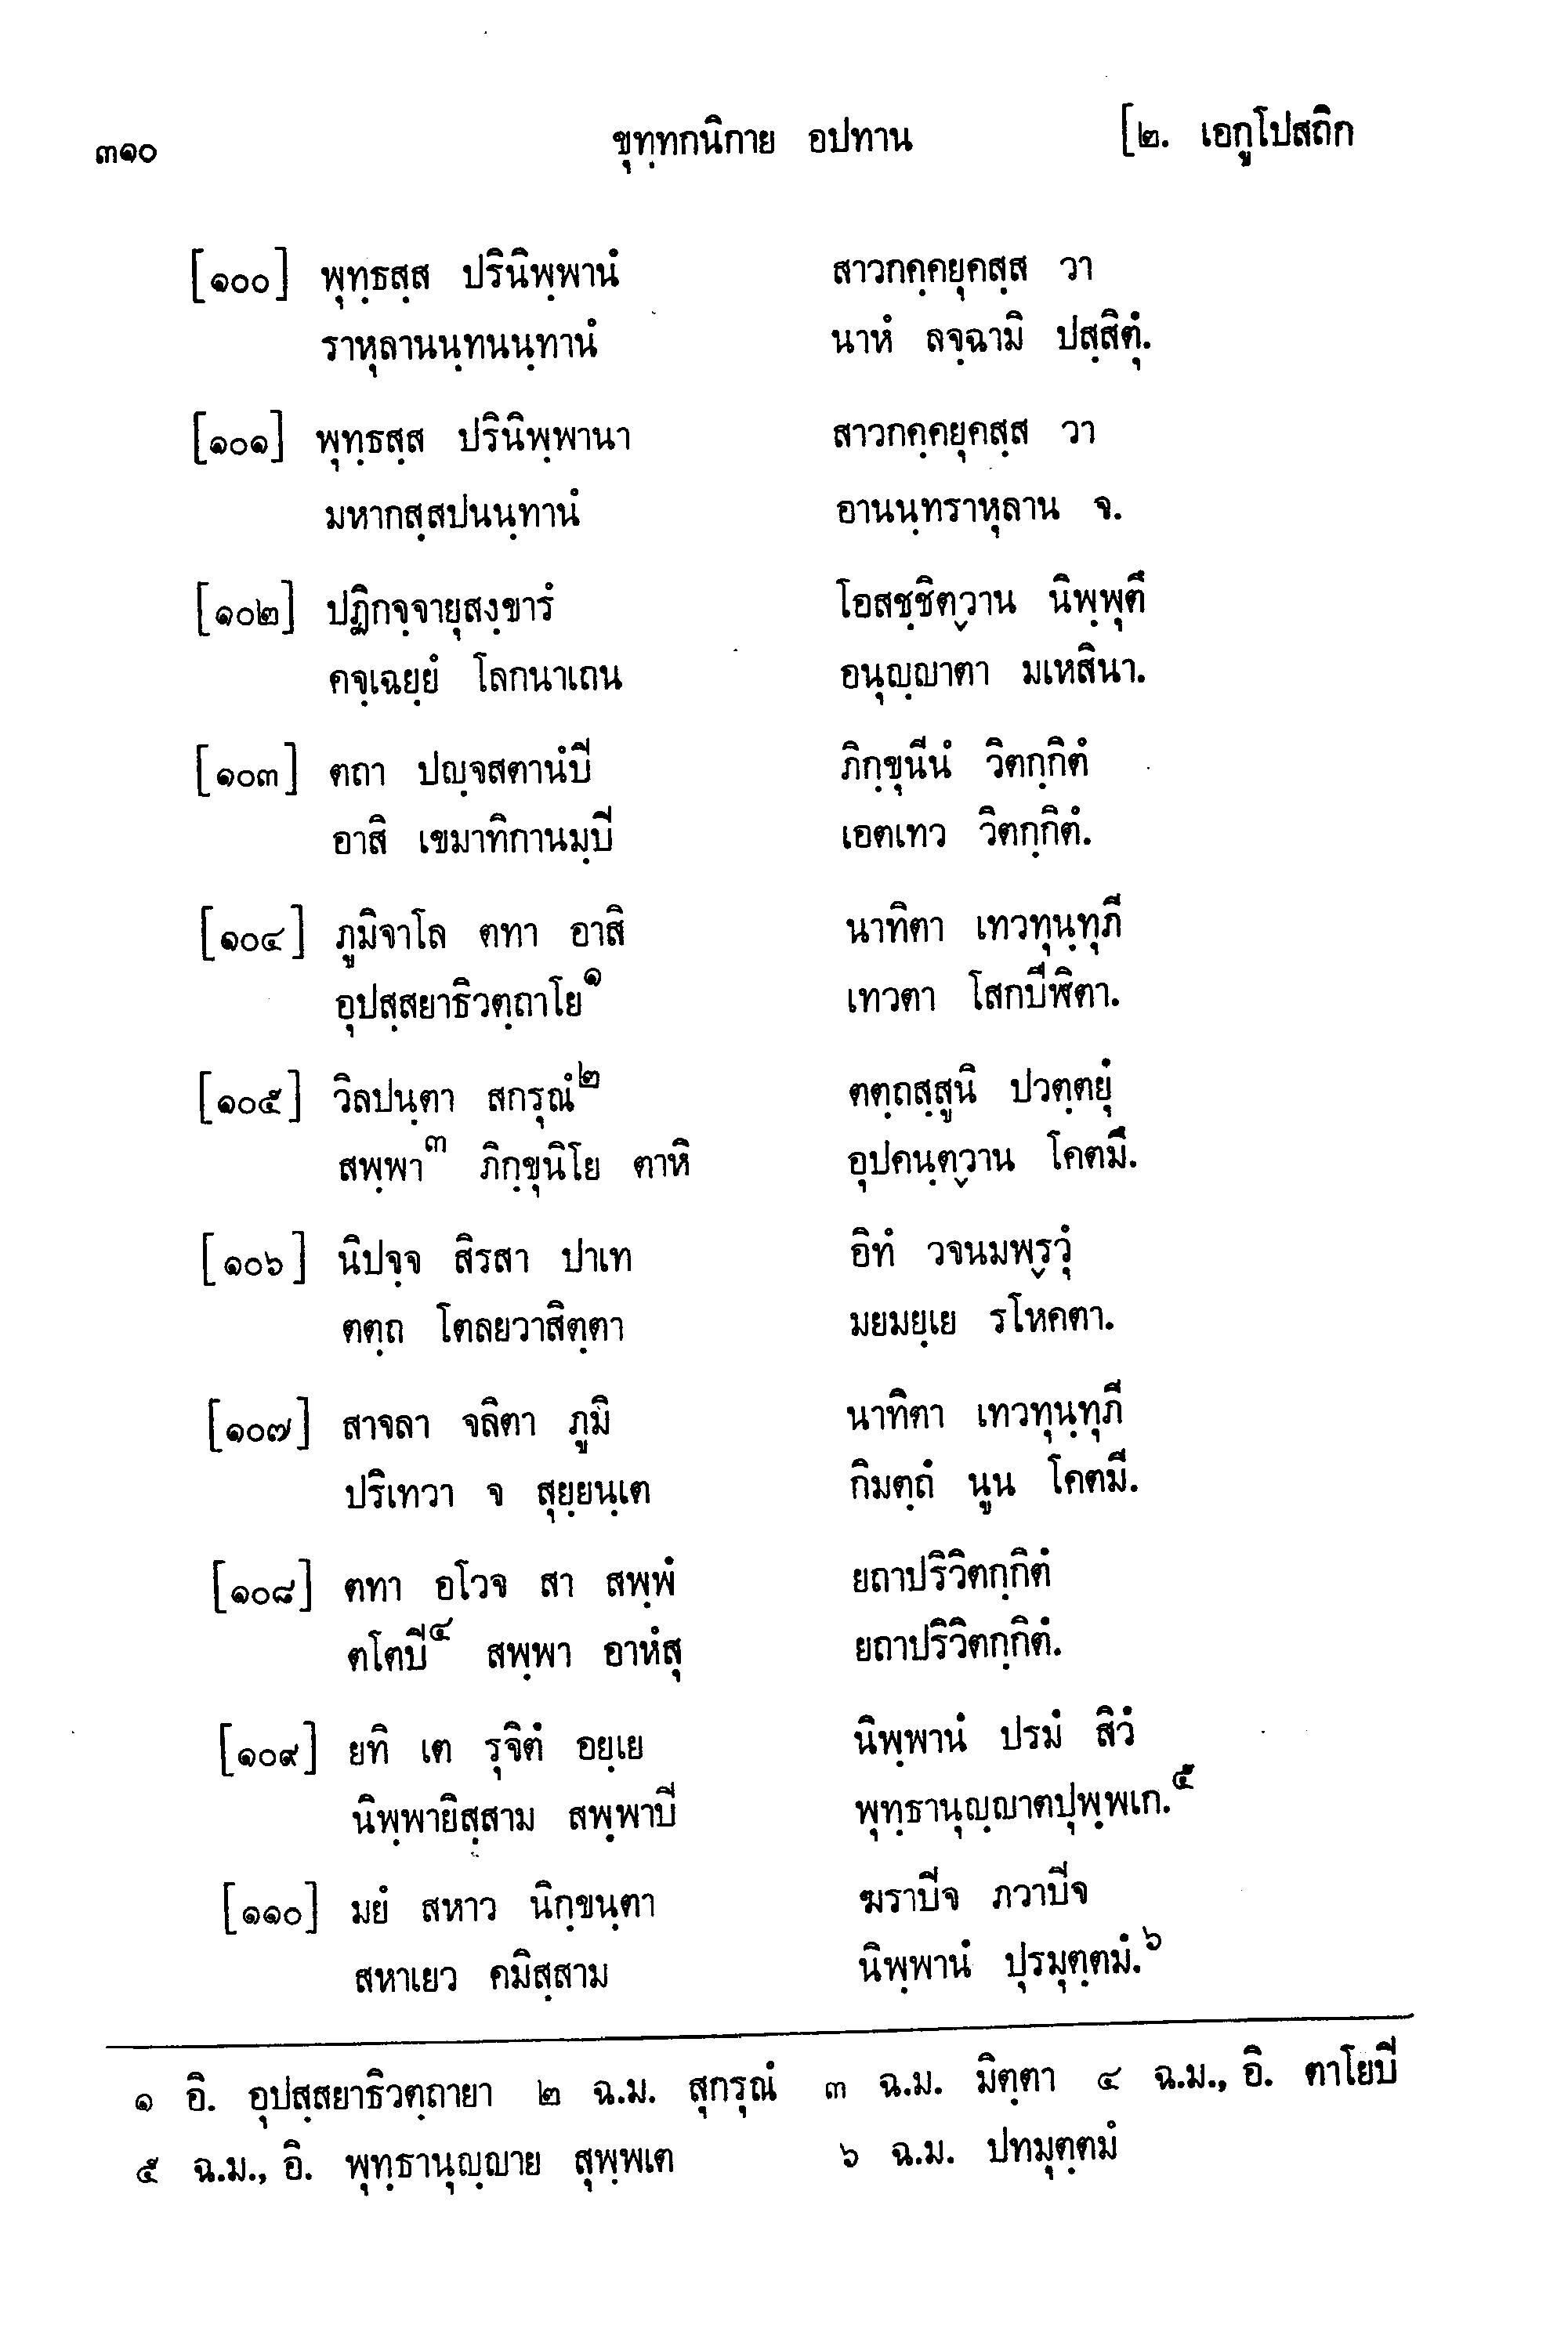 ๓๑๐ ขุทฺทกนิกาย อปทาน [๒. เอกูโปสถิก
[๑๐๐] พุทฺธสฺส ปรินิพฺพานํ สาวกคฺคยุคสฺส วา
ราหุลานนฺทนนฺทานํ นาหํ ลจฺฉามิ ปสฺสิตุํ.
[๑๐๑] พุทฺธสฺส ปรินิพฺพานา สาวกคฺคยุคสฺส วา
มหากสฺสปนนฺทานํ อานนฺทราหุลาน จ.
[๑๐๒] ปฏิกจฺจายุสงฺขารํ โอสชฺชิตฺวาน นิพฺพุตึ
คจฺเฉยฺยํ โลกนาเถน อนุญฺญาตา มเหสินา.
[๑๐๓] ตถา ปญฺจสตานํปี ภิกฺขุนีนํ วิตกฺกิตํ
อาสิ เขมาทิกานมฺปี เอตเทว วิตกฺกิตํ.
[๑๐๔] ภูมิจาโล ตทา อาสิ นาทิตา เทวทุนฺทุภี
อุปสฺสยาธิวตฺถาโย๑ เทวตา โสกปีฬิตา.
[๑๐๕] วิลปนฺตา สกรุณํ๒ ตตฺถสฺสูนิ ปวตฺตยุํ
สพฺพา๓ ภิกฺขุนิโย ตาหิ อุปคนฺตฺวาน โคตมึ.
[๑๐๖] นิปจฺจ สิรสา ปาเท อิทํ วจนมพฺรวุํ
ตตฺถ โตลยวาสิตฺตา มยมยฺเย รโหคตา.
[๑๐๗] สาจลา จลิตา ภูมิ นาทิตา เทวทุนฺทุภี
ปริเทวา จ สุยฺยนฺเต กิมตฺถํ นูน โคตมี.
[๑๐๘] ตทา อโวจ สา สพฺพํ ยถาปริวิตกฺกิตํ
ตโตปี๔ สพฺพา อาหํสุ ยถาปริวิตกฺกิตํ.
[๑๐๙] ยทิ เต รุจิตํ อยฺเย นิพฺพานํ ปรมํ สิวํ
นิพฺพายิสฺสาม สพฺพาปี พุทฺธานุญฺญาตปุพฺพเก.๕
[๑๑๐] มยํ สหาว นิกฺขนฺตา ฆราปีจ ภวาปีจ
สหาเยว คมิสฺสาม นิพฺพานํ ปุรมุตฺตมํ.๖
๑ อิ. อุปสฺสยาธิวตฺถายา ๒ ฉ.ม. สุกรุณํ ๓ ฉ.ม. มิตฺตา ๔ ฉ.ม., อิ. ตาโยปี
๕ ฉ.ม., อิ. พุทฺธานุญฺญาย สุพฺพเต ๖ ฉ.ม. ปทมุตฺตมํ